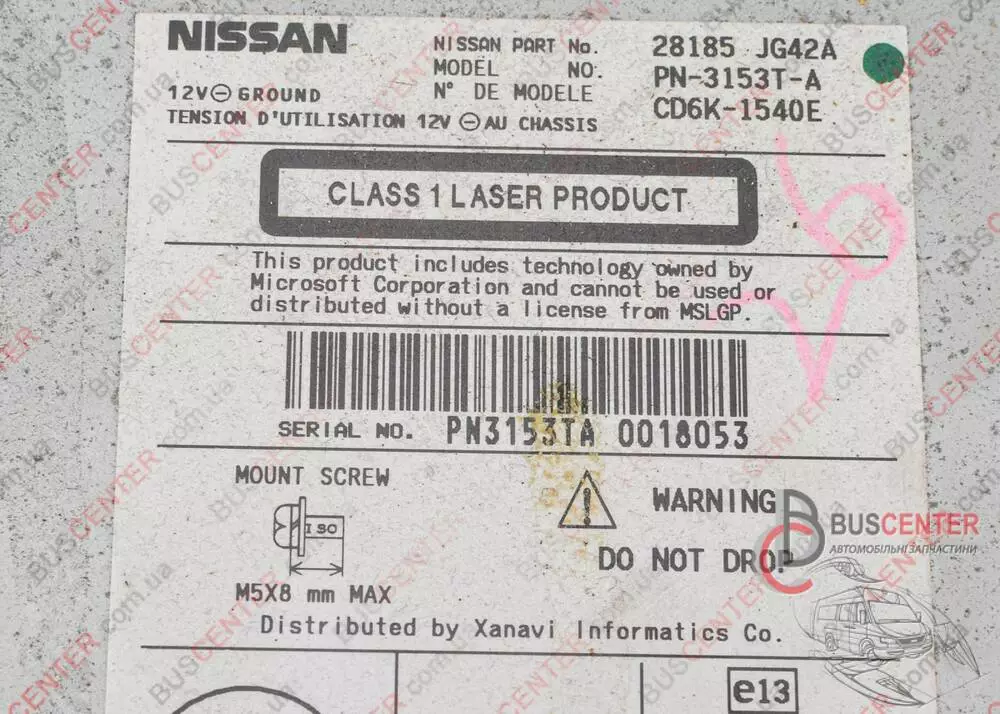 NISSAN
NISSAN PART No. 28185 JG42A
MODEL NO. PN-3153T-A
N° DE MODELE CD6K-1540E
12V⊖GROUND
TENSION D'UTILISATION 12V ⊖AU CHASSIS
CLASS 1 LASER PRODUCT
This product includes technology owned by
Microsoft Corporation and cannot be used or
distributed without a license from MSLGP.
SERIAL NO. PN3153TA 0018053
MOUNT SCREW
ISO
M5X8 mm MAX
WARNING
DO NOT DROP
BUSCENTER
АВТОМОБІЛЬНІ ЗАПЧАСТИНИ
Distributed by Xanavi Informatics Co.
e13